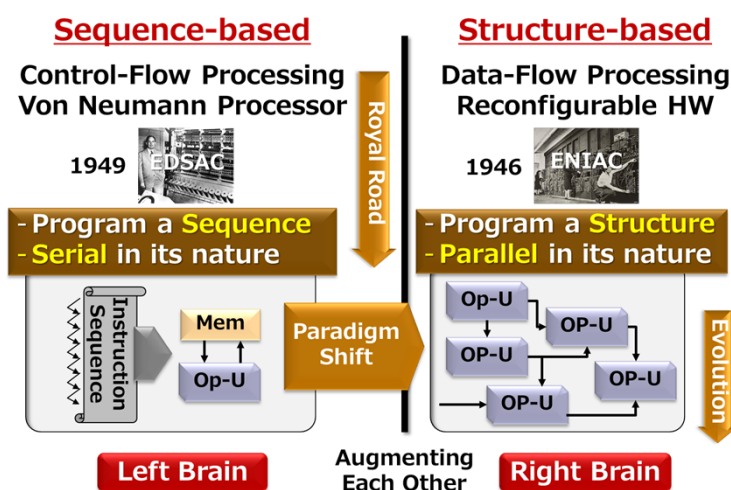 Sequence-based
Control-Flow Processing
Von Neumann Processor
1949
EDSAC
Royal Road
- Program a Sequence
- Serial in its nature
Instruction
Sequence
Mem
Op-U
Left Brain
Paradigm
Shift
Augmenting
Each Other
Structure-based
Data-Flow Processing
Reconfigurable HW
1946
ENIAC
- Program a Structure
- Parallel in its nature
Op-U
OP-U
OP-U
OP-U
OP-U
Evolution
Right Brain